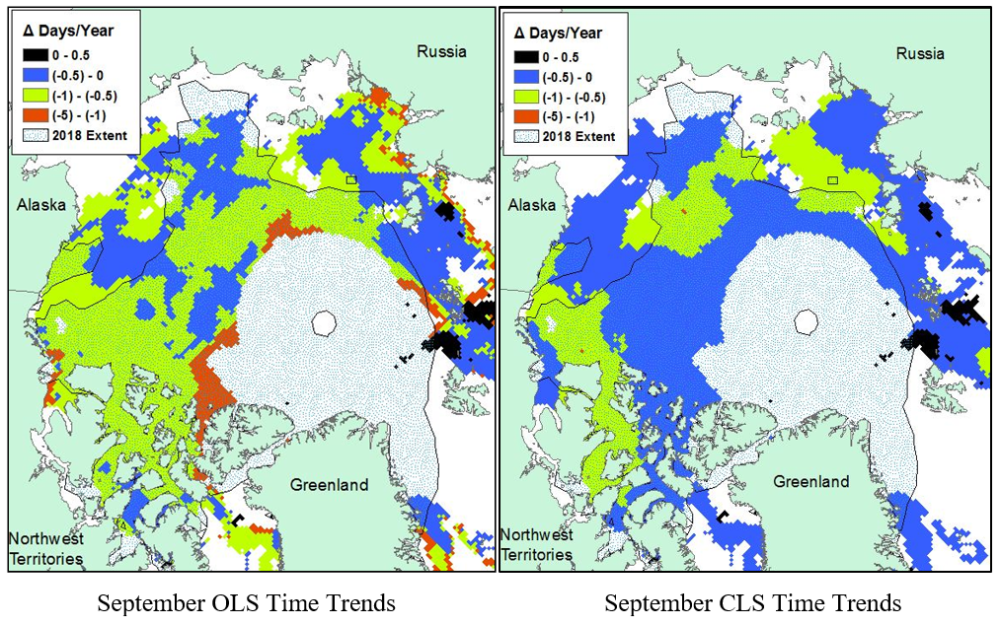 Δ Days/Year
0 - 0.5
(-0.5) - 0
(-1) - (-0.5)
(-5) - (-1)
2018 Extent
Russia
Alaska
Greenland
Northwest
Territories
September OLS Time Trends
Δ Days/Year
0 - 0.5
(-0.5) - 0
(-1) - (-0.5)
(-5) - (-1)
2018 Extent
Russia
Alaska
Greenland
Northwest
Territories
September CLS Time Trends